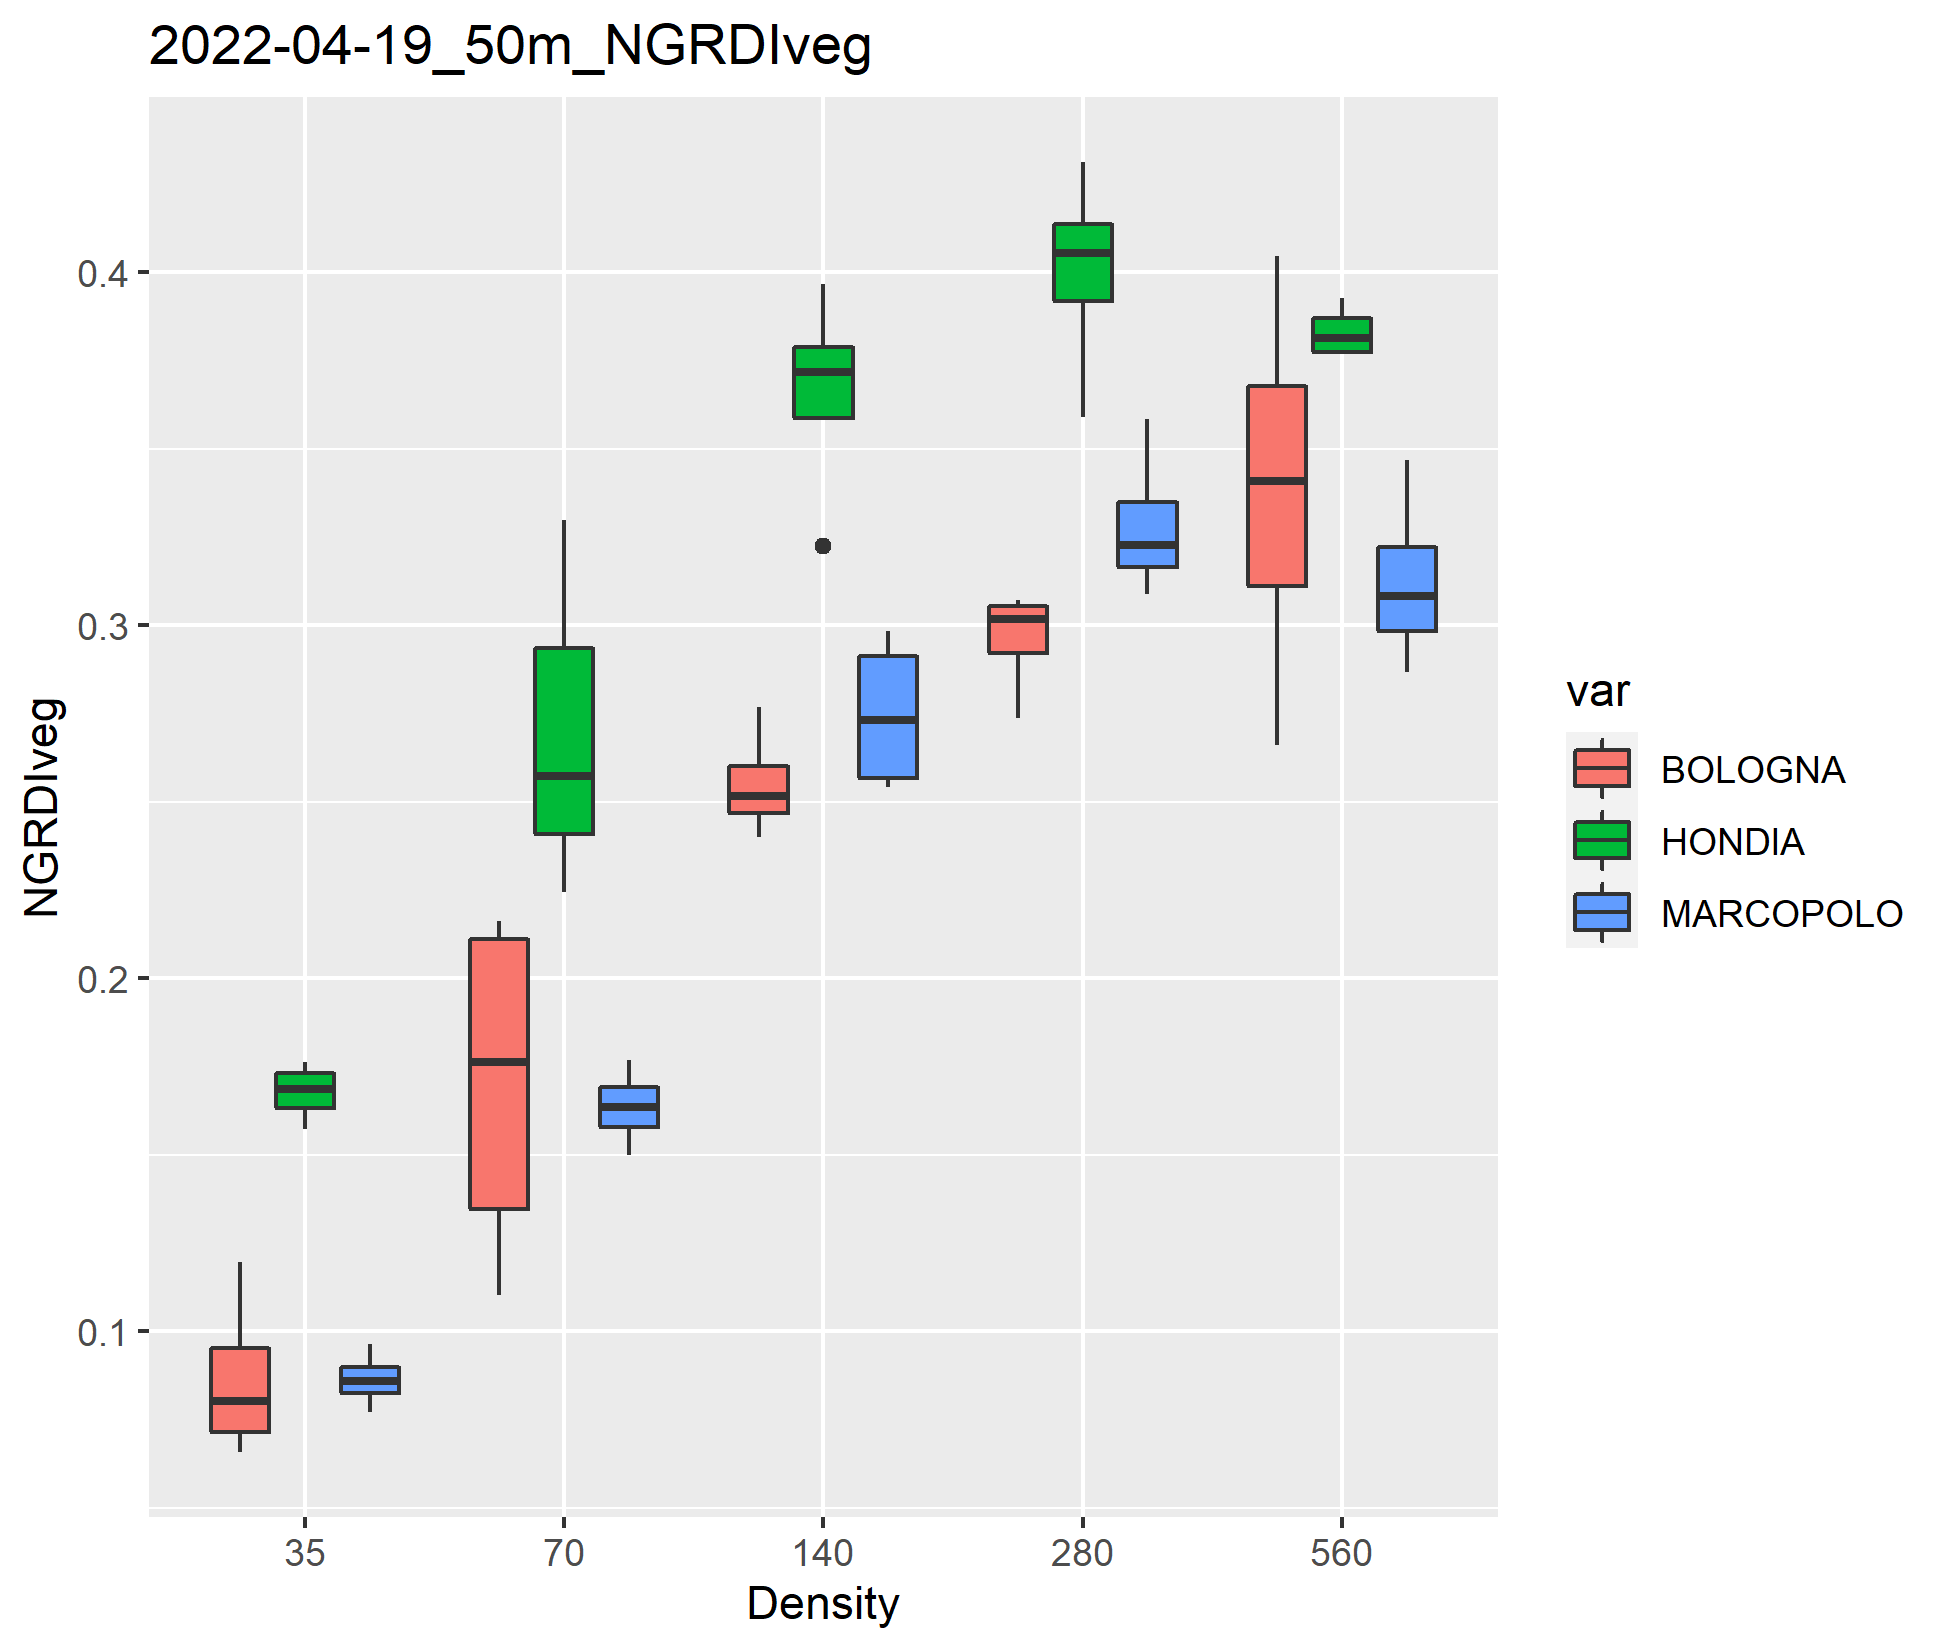 2022-04-19_50m_NGRDIveg
NGRDIveg
0.4
0.3
0.2
0.1
35 70 140 280 560
Density
var
BOLOGNA
HONDIA
MARCOPOLO